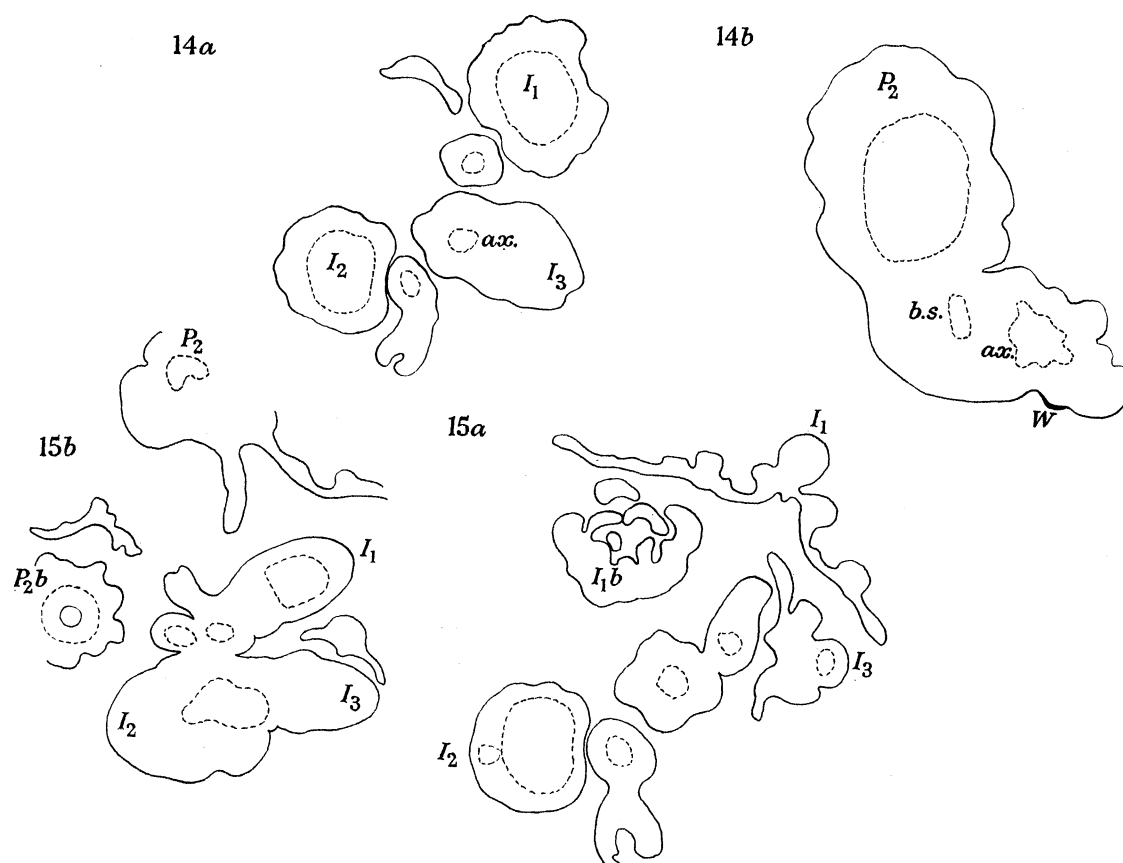 14a
14b
I₁
P₂
I₂
ax.
I₃
b.s.
ax.
W
P₂
15b
15a
I₁
P₂b
I₁
I₁b
I₂
I₃
I₃
I₂